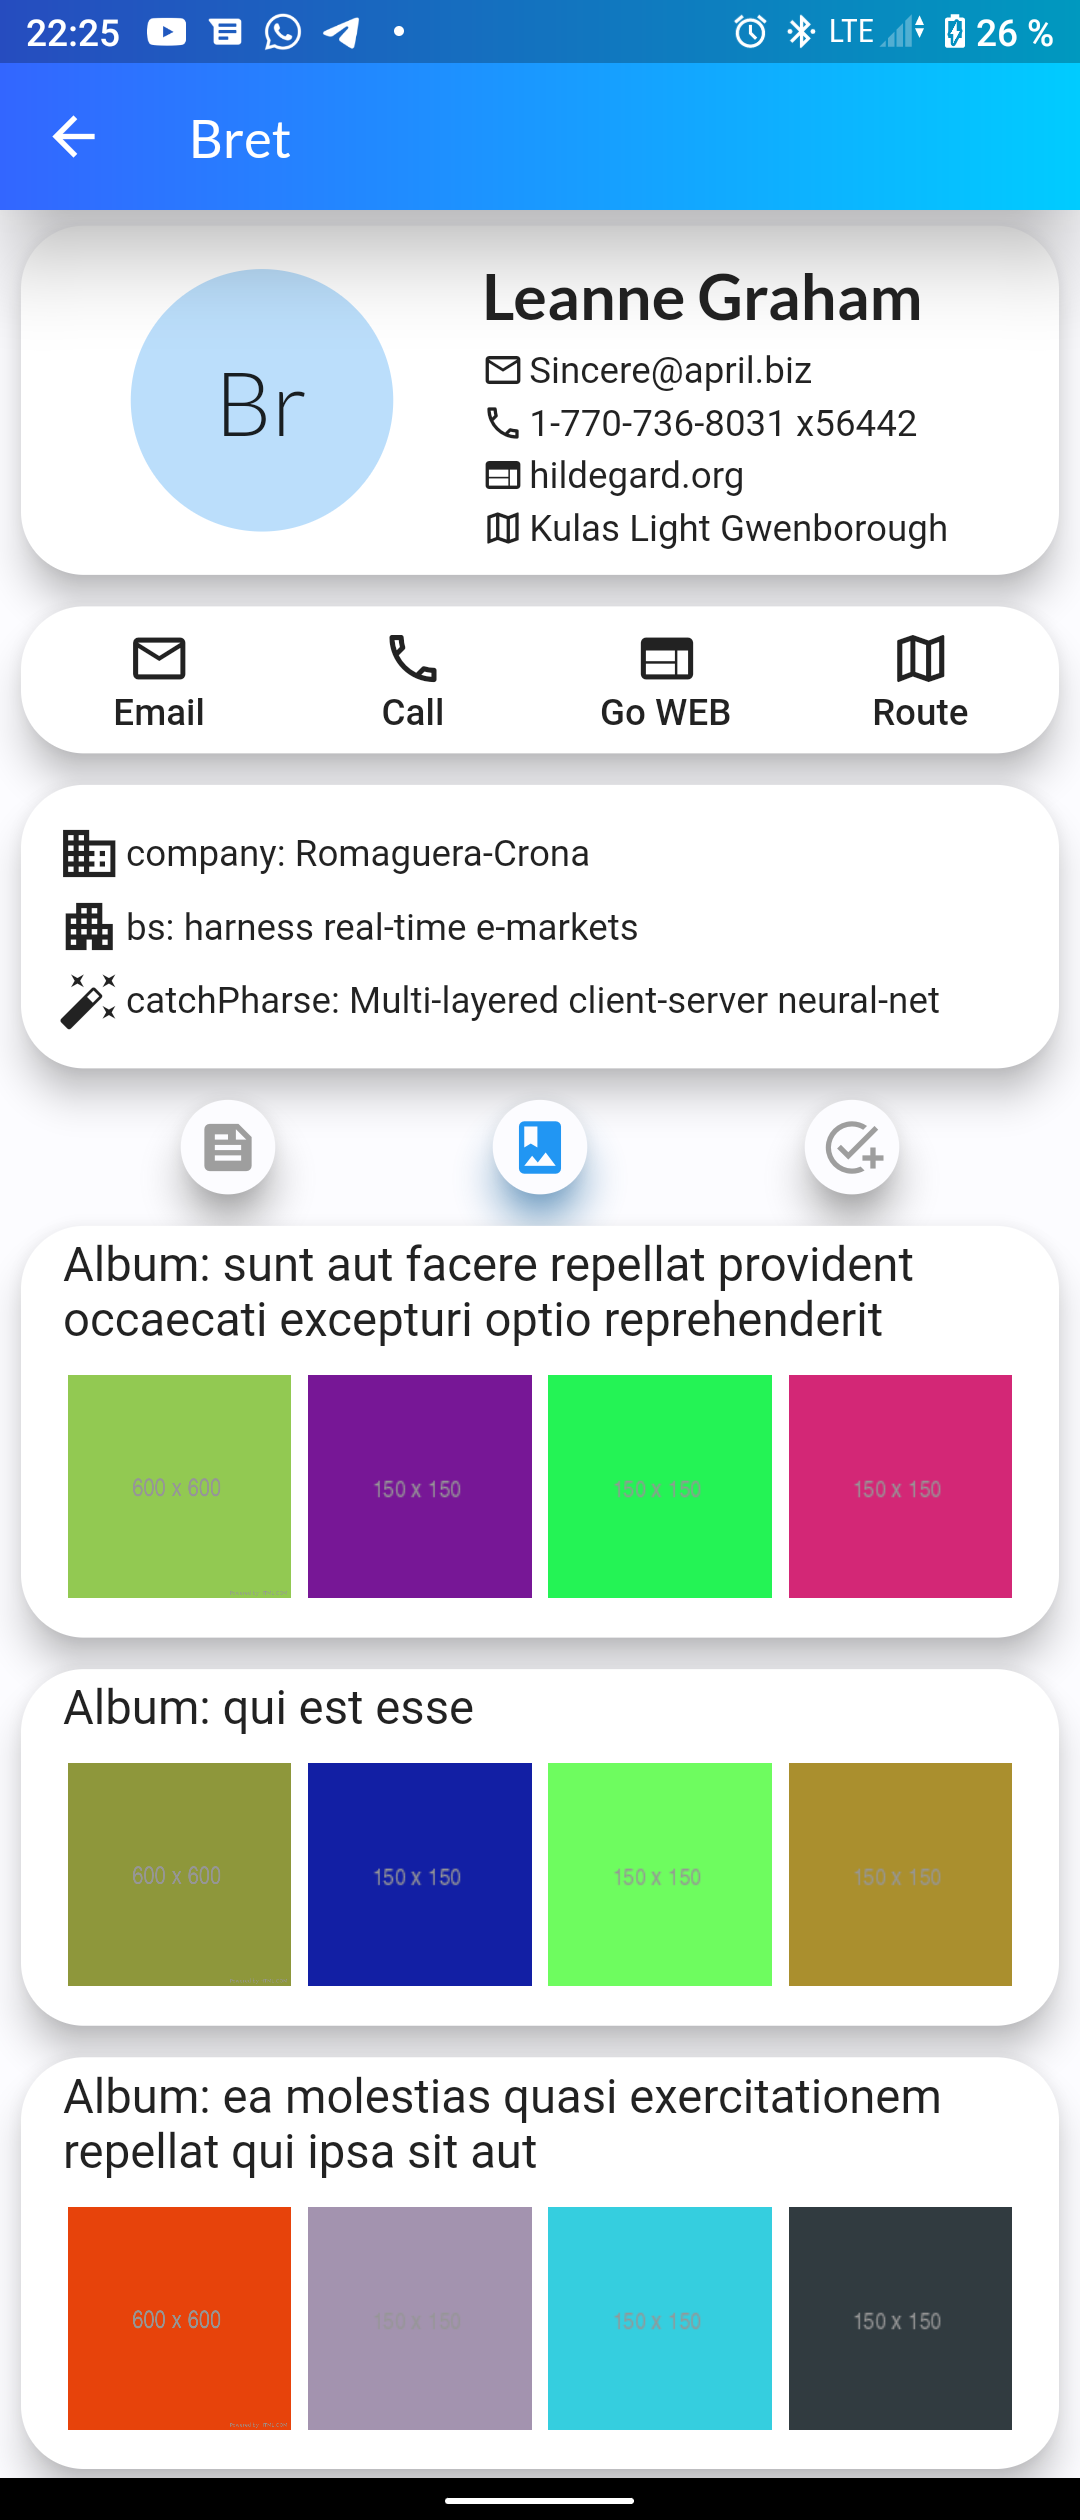 22:25 LTE 26 %
Bret
Br
Leanne Graham
Sincere@april.biz
1-770-736-8031 x56442
hildegard.org
Kulas Light Gwenborough
Email Call Go WEB Route
company: Romaguera-Crona
bs: harness real-time e-markets
catchPharse: Multi-layered client-server neural-net
Album: sunt aut facere repellat provident
occaecati excepturi optio reprehenderit
600 x 600 150 x 150 150 x 150 150 x 150
Album: qui est esse
600 x 600 150 x 150 150 x 150 150 x 150
Album: ea molestias quasi exercitationem
repellat qui ipsa sit aut
600 x 600 150 x 150 150 x 150 150 x 150